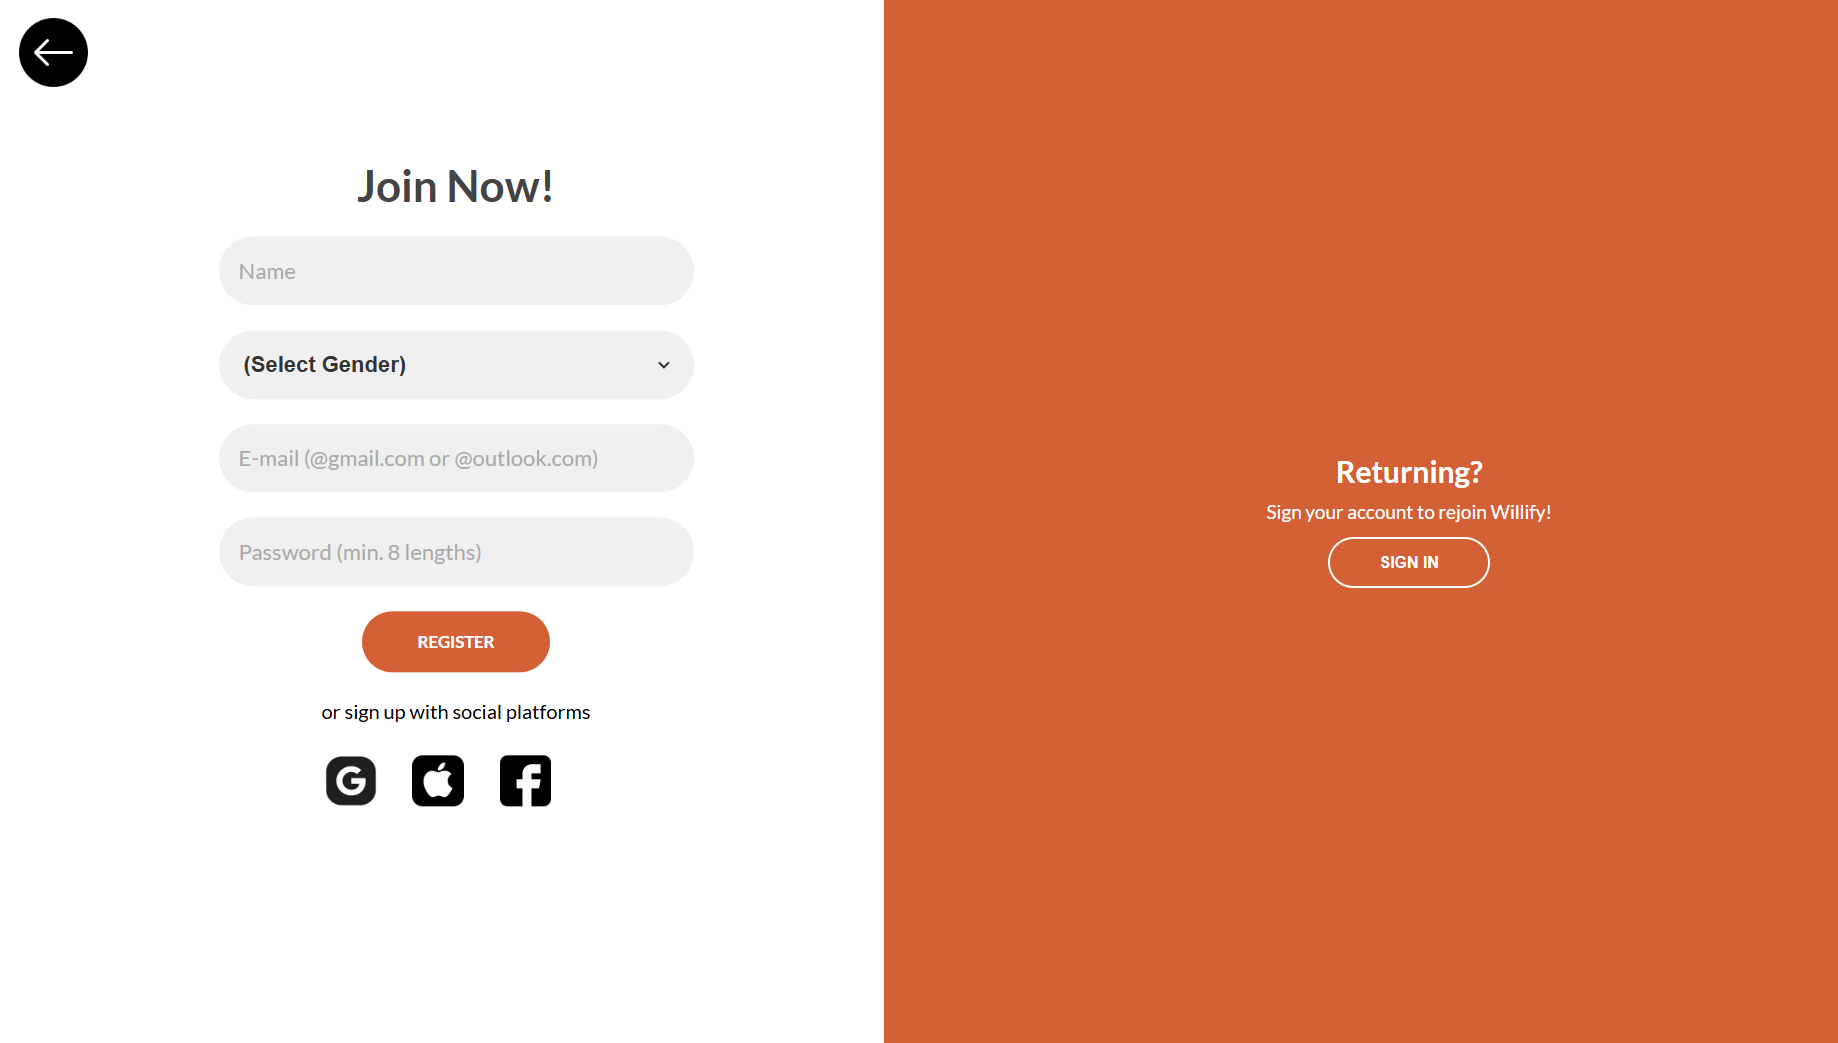 Join Now!
Name
(Select Gender)
E-mail (@gmail.com or @outlook.com)
Password (min. 8 lengths)
REGISTER
or sign up with social platforms
Returning?
Sign your account to rejoin Willify!
SIGN IN